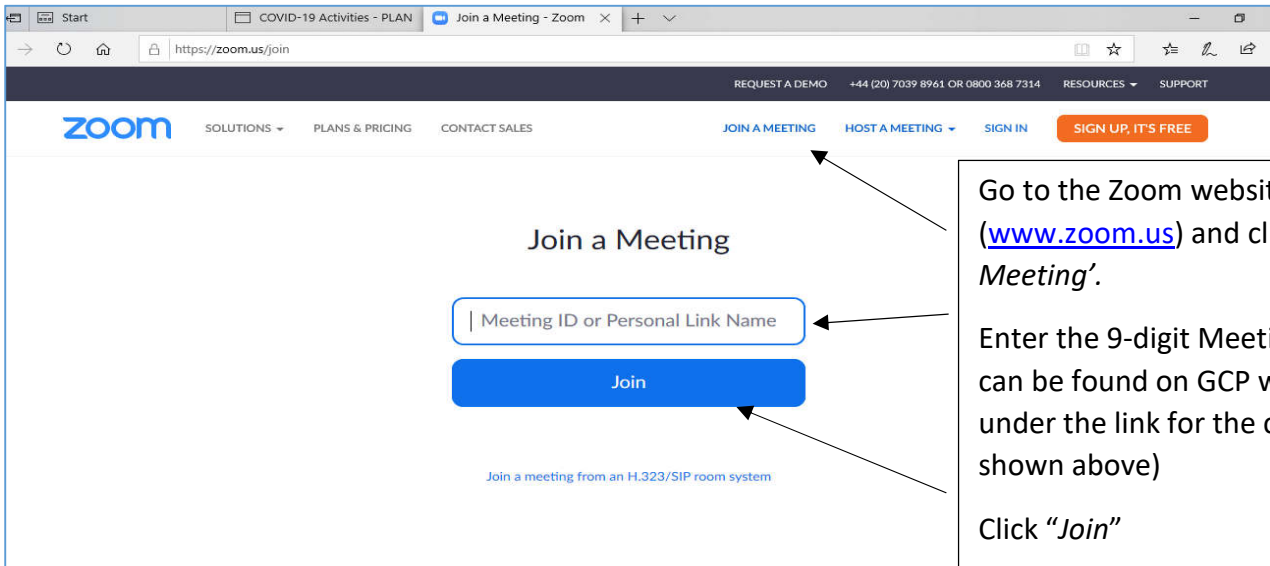 Start
COVID-19 Activities - PLAN
Join a Meeting - Zoom
https://zoom.us/join
REQUEST A DEMO +44 (20) 7039 8961 OR 0800 368 7314 RESOURCES SUPPORT
zoom SOLUTIONS PLANS & PRICING CONTACT SALES JOIN A MEETING HOST A MEETING SIGN IN SIGN UP, IT'S FREE
Join a Meeting
Meeting ID or Personal Link Name
Join
Join a meeting from an H.323/SIP room system
Go to the Zoom
(www.zoom.us) and
Meeting’.
Enter the 9-digit
can be found on GCP
under the link for the
shown above)
Click “Join”